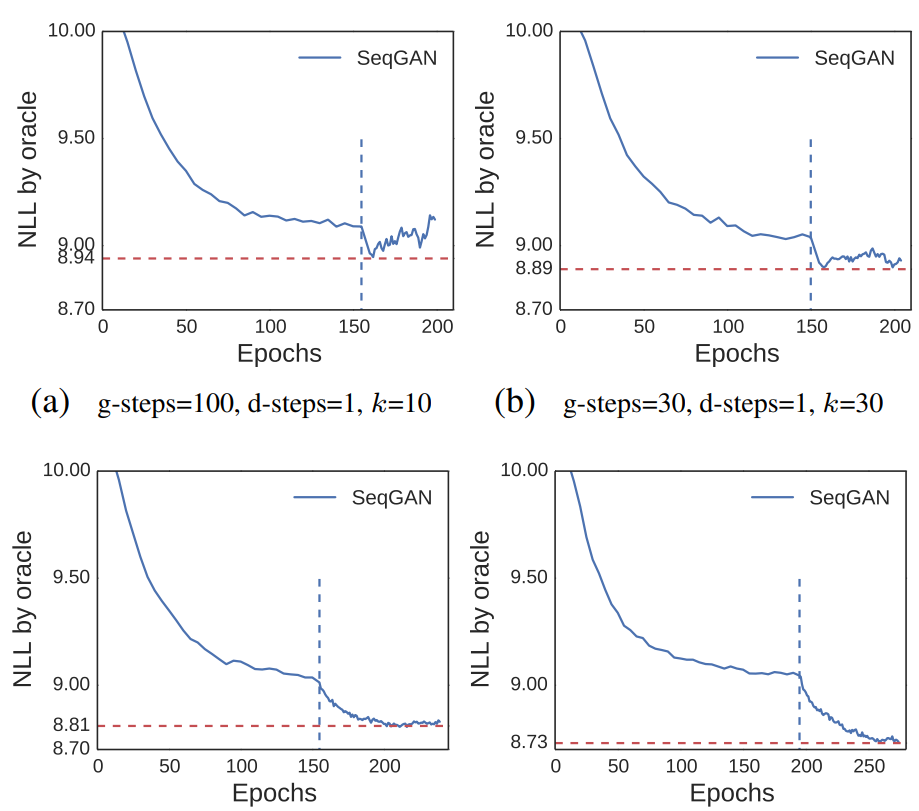 10.00
9.50
9.00
8.94
8.70
NLL by oracle
SeqGAN
0 50 100 150 200
Epochs
(a) g-steps=100, d-steps=1, k=10
10.00
9.50
9.00
8.89
8.70
NLL by oracle
SeqGAN
0 50 100 150 200
Epochs
(b) g-steps=30, d-steps=1, k=30
10.00
9.50
9.00
8.81
8.70
NLL by oracle
SeqGAN
0 50 100 150 200
Epochs
10.00
9.50
9.00
8.73
NLL by oracle
SeqGAN
0 50 100 150 200 250
Epochs